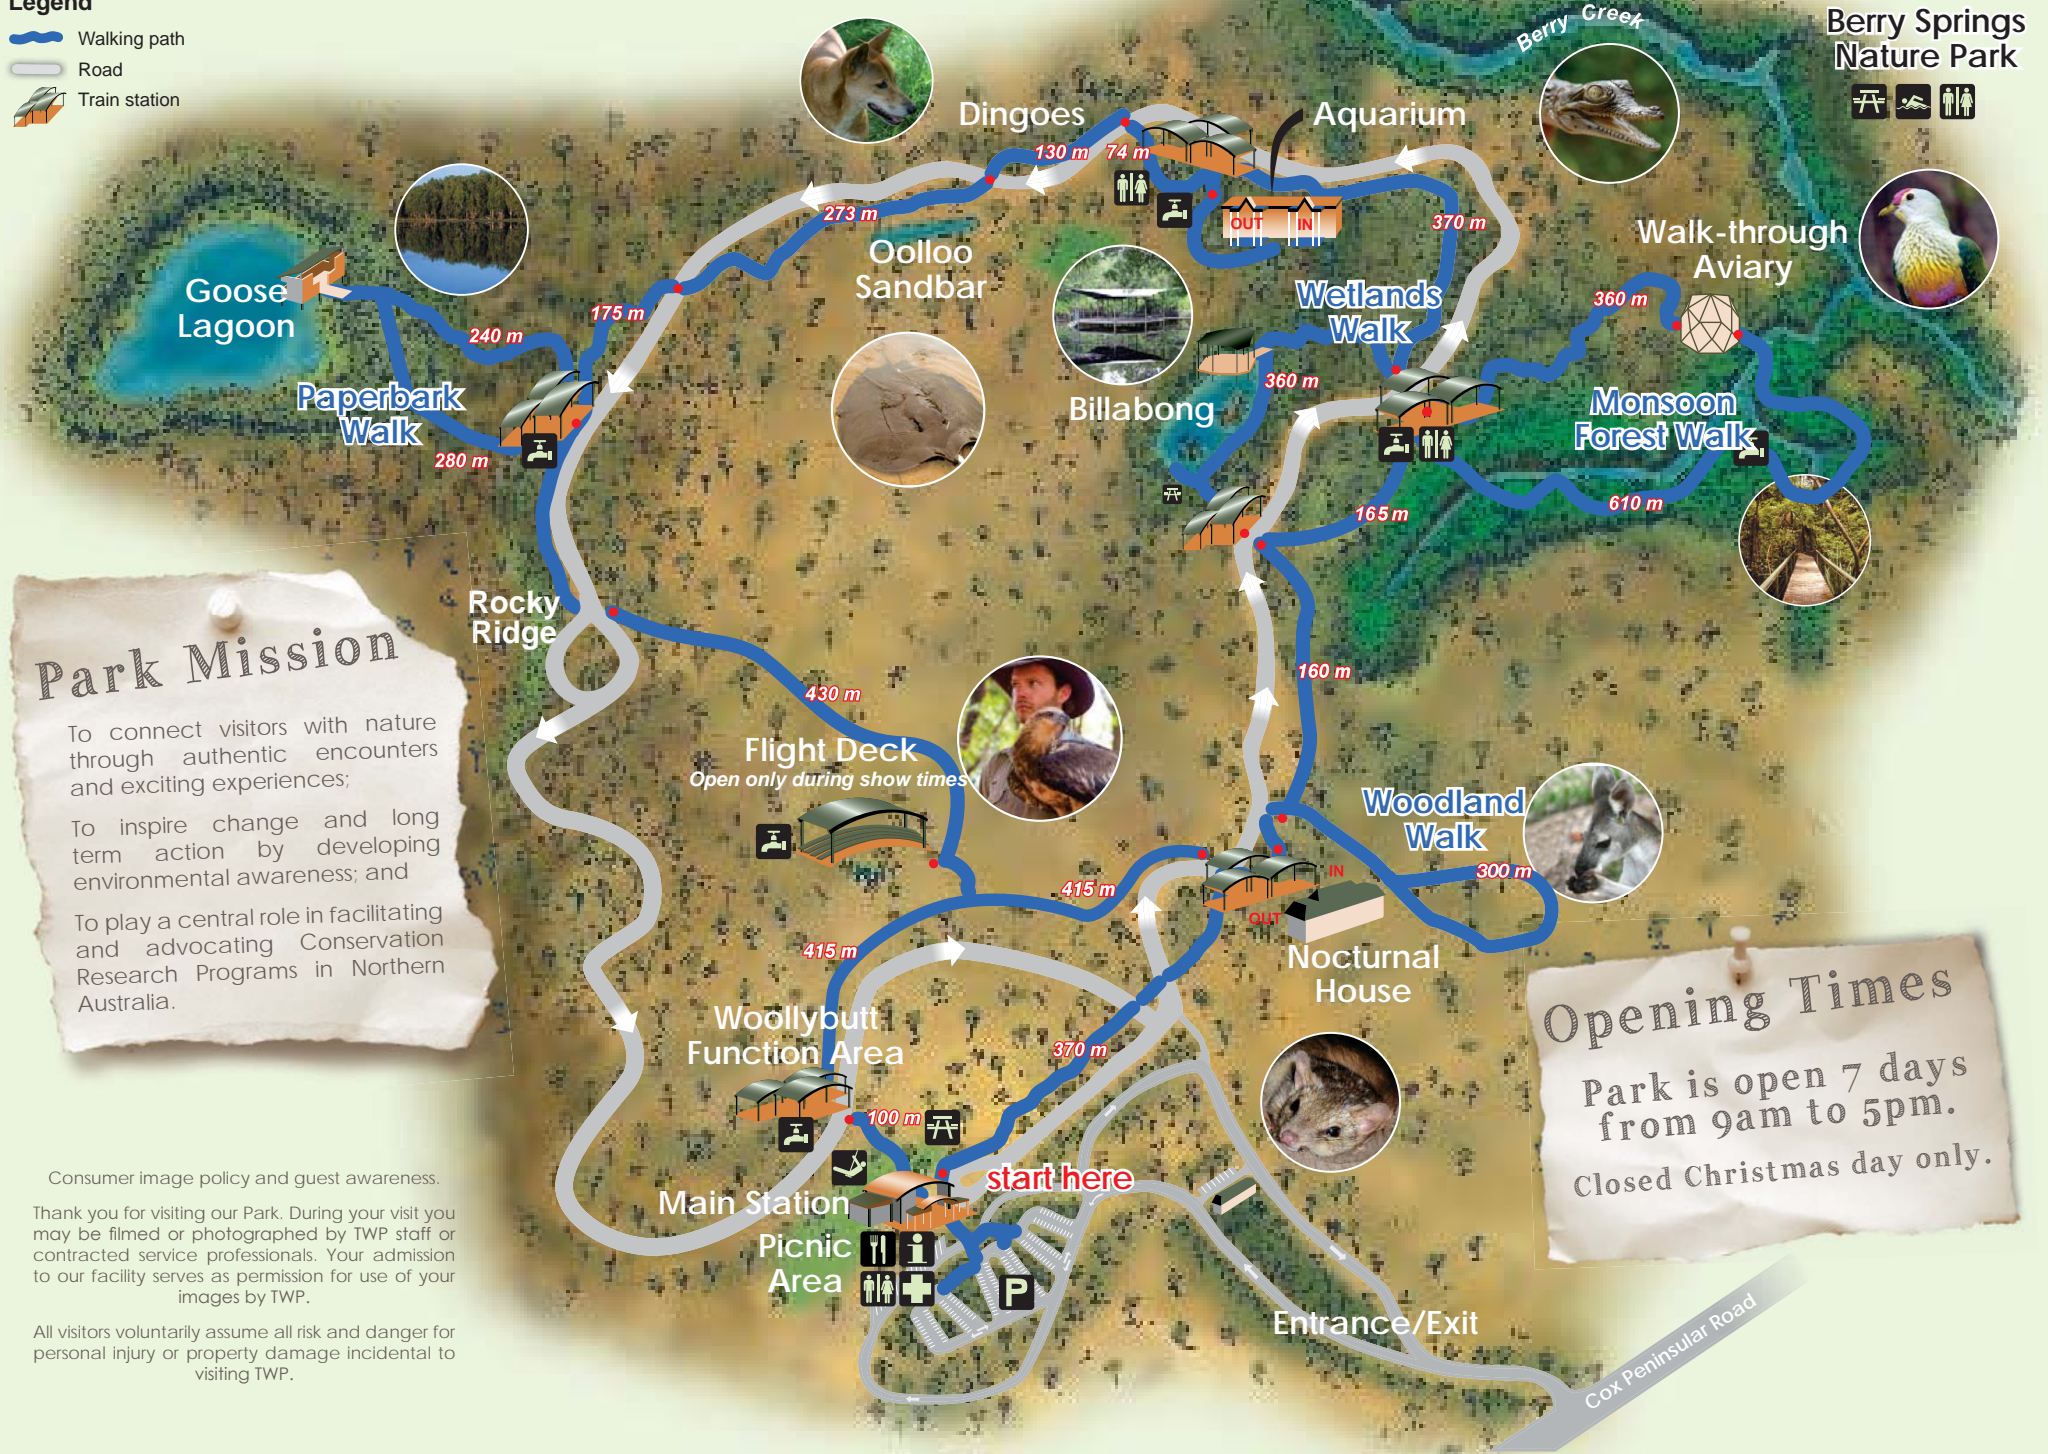 Legend
Walking path
Road
Train station
Berry Creek
Berry Springs
Nature Park
Dingoes
Aquarium
130 m
74 m
273 m
OUT
IN
370 m
Walk-through
Aviary
Oolloo
Sandbar
Goose
Lagoon
175 m
240 m
Wetlands
Walk
360 m
360 m
Paperbark
Walk
280 m
Billabong
Monsoon
Forest Walk
610 m
165 m
Rocky
Ridge
160 m
430 m
Flight Deck
Open only during show times
Woodland
Walk
300 m
415 m
IN
OUT
415 m
Nocturnal
House
Woollybutt
Function Area
370 m
100 m
start here
Main Station
Picnic
Area
P
Entrance/Exit
Cox Peninsular Road
Park Mission
To connect visitors with nature
through authentic encounters
and exciting experiences;
To inspire change and long
term action by developing
environmental awareness; and
To play a central role in facilitating
and advocating Conservation
Research Programs in Northern
Australia.
Opening Times
Park is open 7 days
from 9am to 5pm.
Closed Christmas day only.
Consumer image policy and guest awareness.
Thank you for visiting our Park. During your visit you
may be filmed or photographed by TWP staff or
contracted service professionals. Your admission
to our facility serves as permission for use of your
images by TWP.
All visitors voluntarily assume all risk and danger for
personal injury or property damage incidental to
visiting TWP.